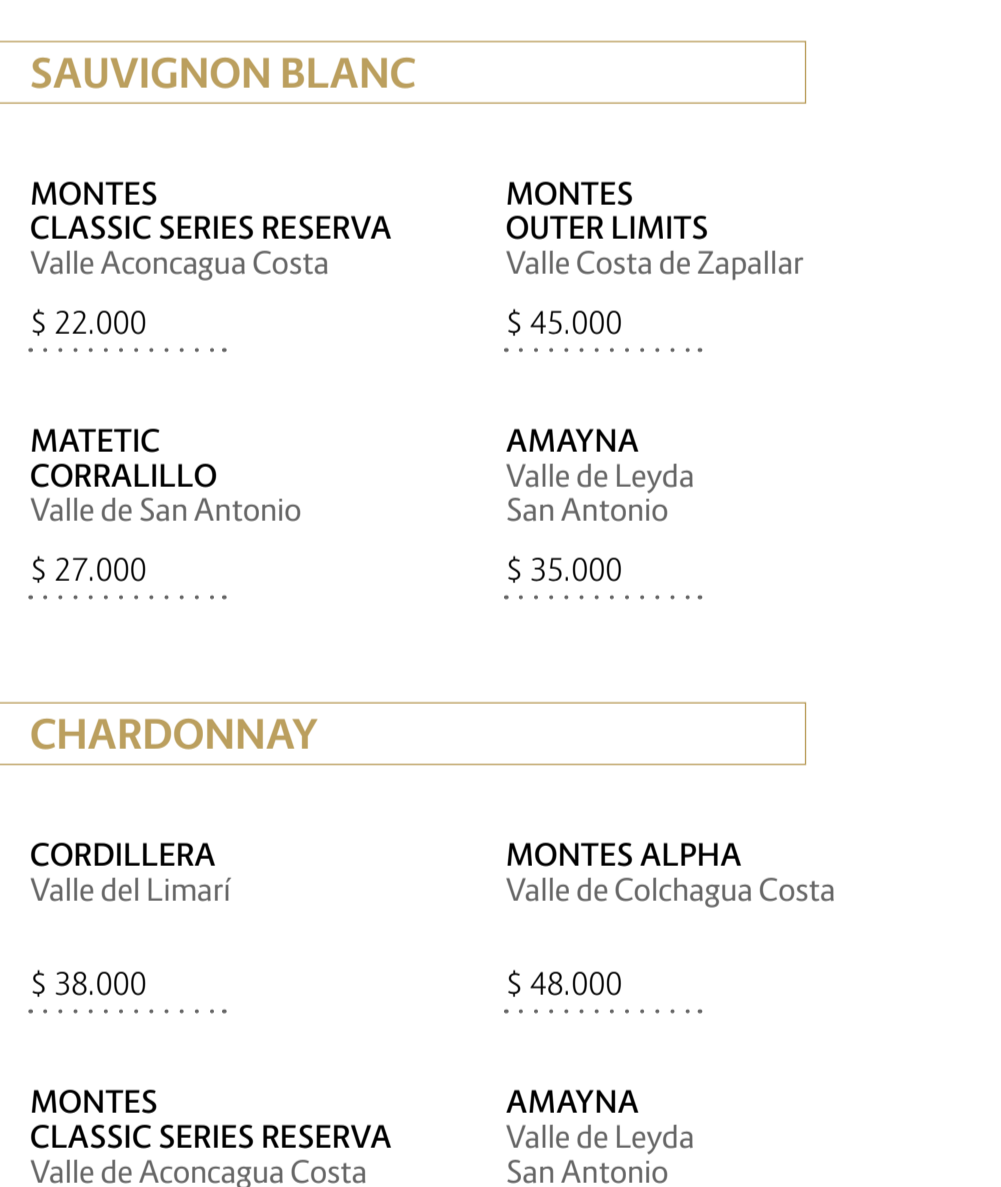 SAUVIGNON BLANC
MONTES
CLASSIC SERIES RESERVA
Valle Aconcagua Costa
$ 22.000
MONTES
OUTER LIMITS
Valle Costa de Zapallar
$ 45.000
MATETIC
CORRALILLO
Valle de San Antonio
$ 27.000
AMAYNA
Valle de Leyda
San Antonio
$ 35.000
CHARDONNAY
CORDILLERA
Valle del Limarí
$ 38.000
MONTES ALPHA
Valle de Colchagua Costa
$ 48.000
MONTES
CLASSIC SERIES RESERVA
Valle de Aconcagua Costa
AMAYNA
Valle de Leyda
San Antonio